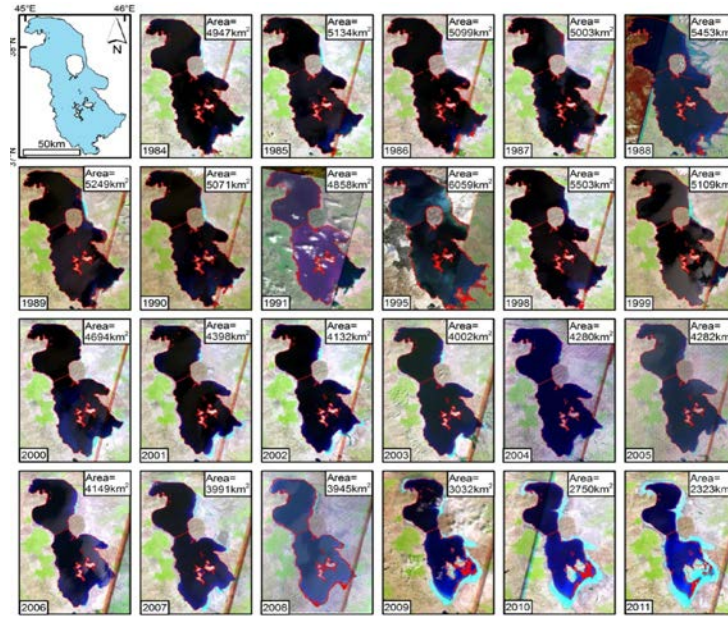 45°E 46°E
38°N
N
50km
37°N
Area=
4947km²
1984
Area=
5134km²
1985
Area=
5099km²
1986
Area=
5003km²
1987
Area=
5453km²
1988
Area=
5249km²
1989
Area=
5071km²
1990
Area=
4858km²
1991
Area=
6059km²
1995
Area=
5503km²
1998
Area=
5109km²
1999
Area=
4694km²
2000
Area=
4398km²
2001
Area=
4132km²
2002
Area=
4002km²
2003
Area=
4280km²
2004
Area=
4282km²
2005
Area=
4149km²
2006
Area=
3991km²
2007
Area=
3945km²
2008
Area=
3032km²
2009
Area=
2750km²
2010
Area=
2323km²
2011